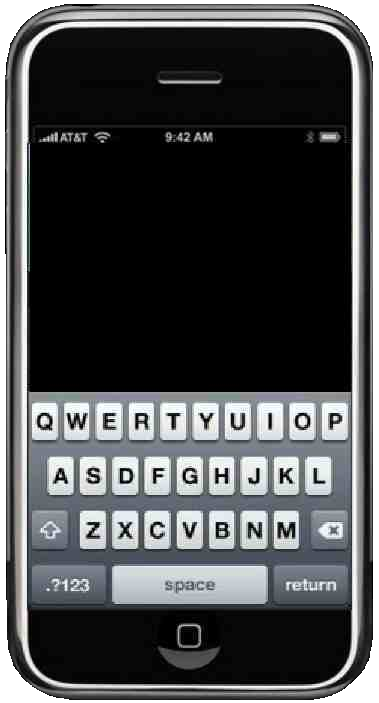 AT&T 9:42 AM
Q W E R T Y U I O P
A S D F G H J K L
Z X C V B N M
.?123 space return